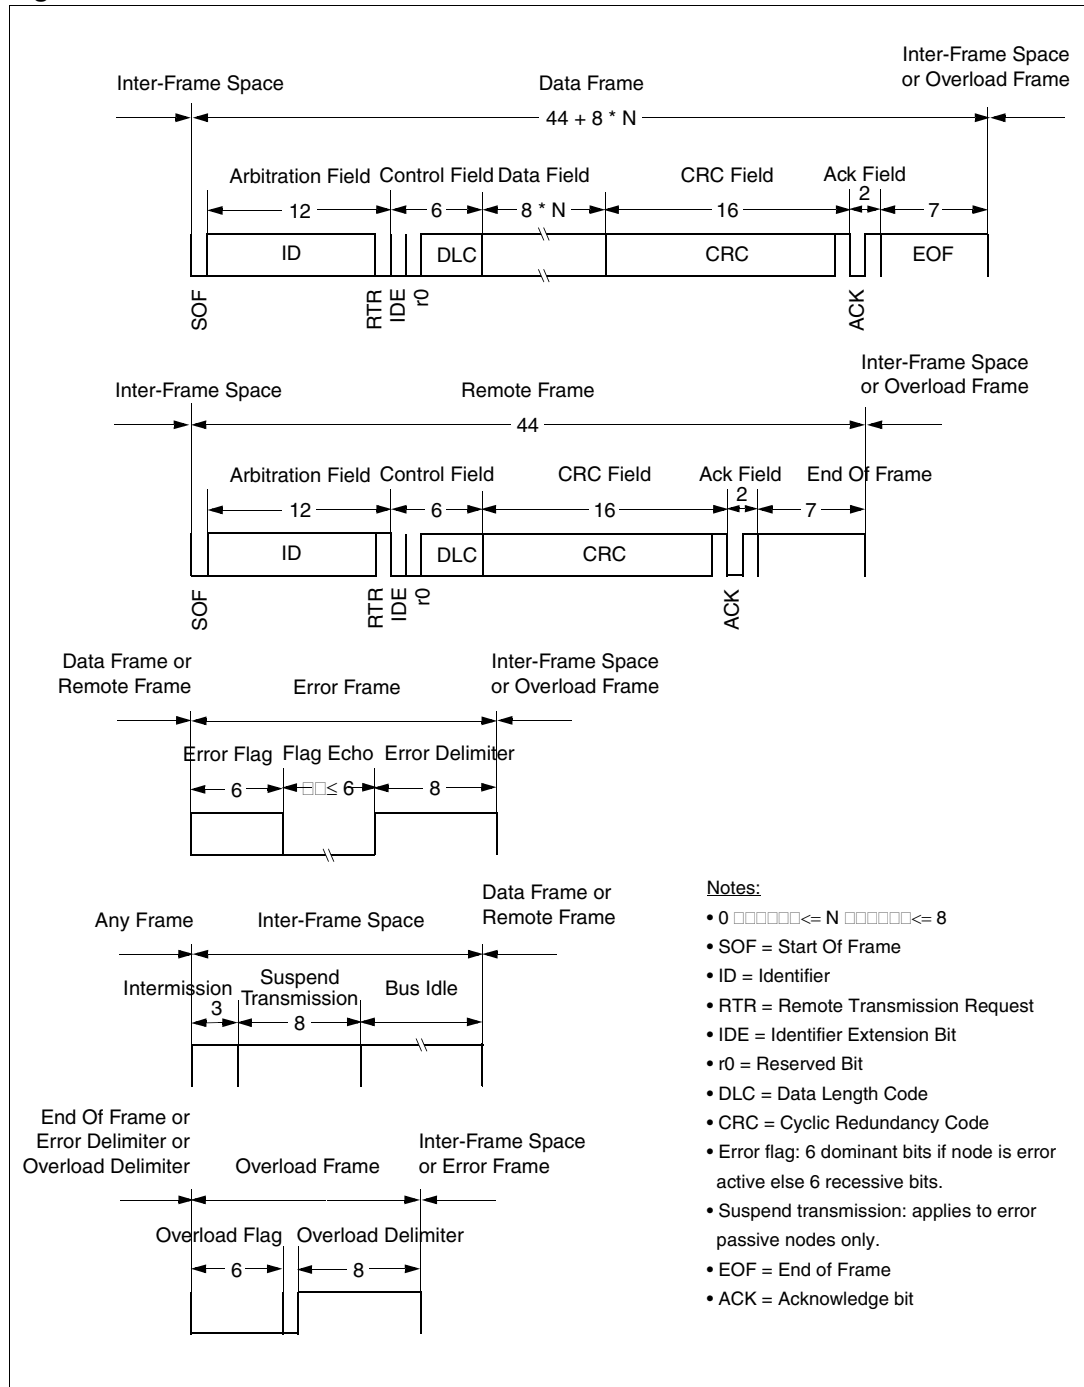 Inter-Frame Space
Data Frame
Inter-Frame Space
or Overload Frame
44 + 8 * N
Arbitration Field
Control Field
Data Field
CRC Field
Ack Field
12
6
8 * N
16
2
7
ID
DLC
CRC
EOF
SOF
RTR
IDE
r0
ACK
Inter-Frame Space
Remote Frame
Inter-Frame Space
or Overload Frame
44
Arbitration Field
Control Field
CRC Field
Ack Field
End Of Frame
12
6
16
2
7
ID
DLC
CRC
SOF
RTR
IDE
r0
ACK
Data Frame or
Remote Frame
Error Frame
Inter-Frame Space
or Overload Frame
Error Flag
Flag Echo
Error Delimiter
6
□□≤ 6
8
Any Frame
Inter-Frame Space
Data Frame or
Remote Frame
Intermission
Suspend
Transmission
Bus Idle
3
8
End Of Frame or
Error Delimiter or
Overload Delimiter
Overload Frame
Inter-Frame Space
or Error Frame
Overload Flag
Overload Delimiter
6
8
Notes:
• 0 □□□□□□<= N □□□□□□<= 8
• SOF = Start Of Frame
• ID = Identifier
• RTR = Remote Transmission Request
• IDE = Identifier Extension Bit
• r0 = Reserved Bit
• DLC = Data Length Code
• CRC = Cyclic Redundancy Code
• Error flag: 6 dominant bits if node is error
active else 6 recessive bits.
• Suspend transmission: applies to error
passive nodes only.
• EOF = End of Frame
• ACK = Acknowledge bit